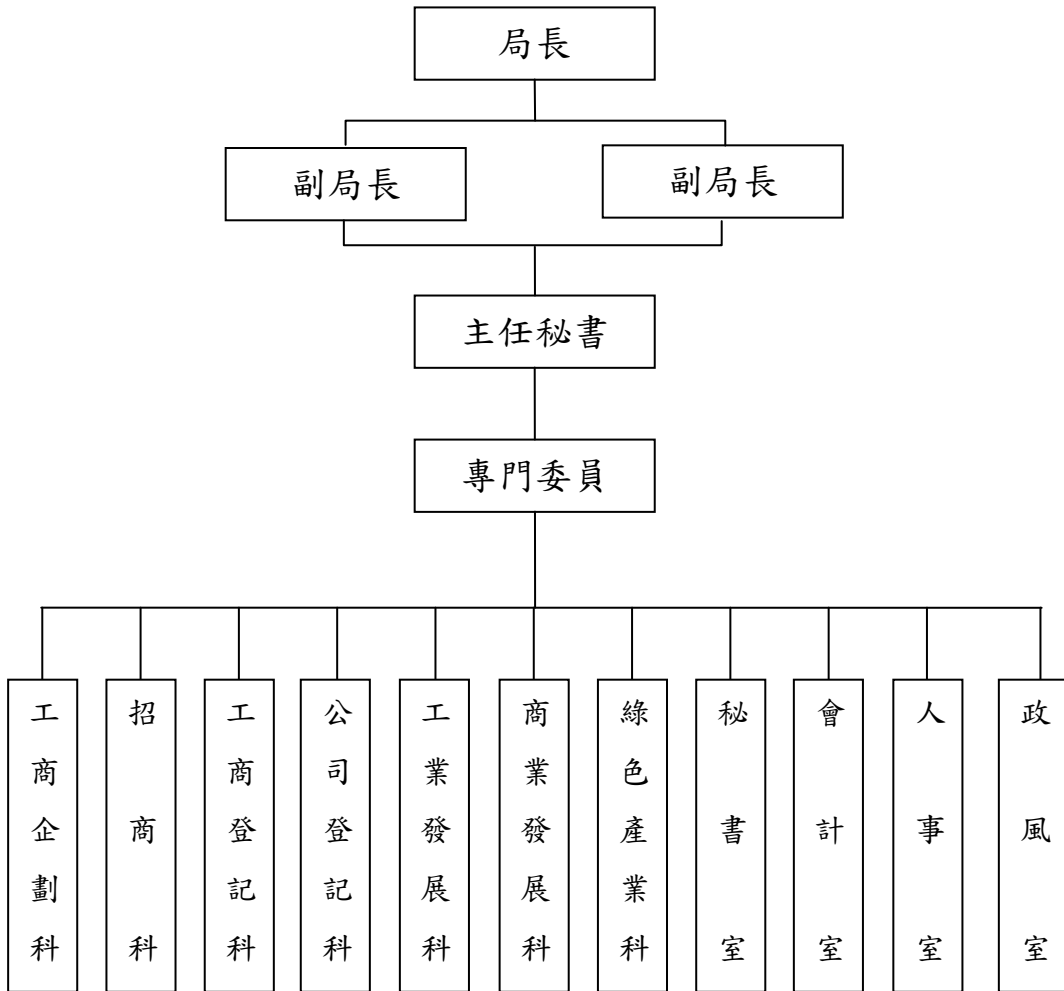 局長
副局長
副局長
主任秘書
專門委員
工商企劃科
招商科
工商登記科
公司登記科
工業發展科
商業發展科
綠色產業科
秘書室
會計室
人事室
政風室